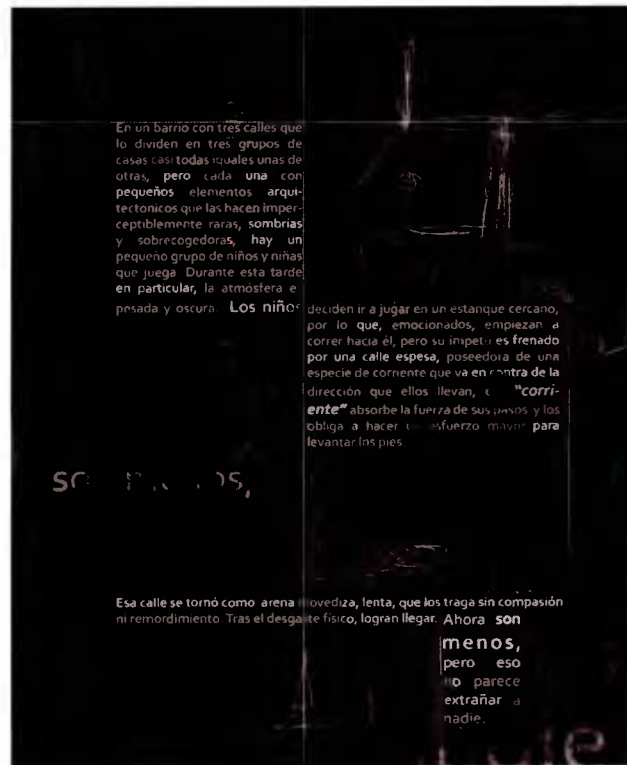 En un barrio con tres calles que
lo dividen en tres grupos de
casas casi todas iguales unas de
otras, pero cada una con
pequeños elementos arqui-
tectonicos que las hacen imper-
ceptiblemente raras, sombrias
y sobrecogedoras, hay un
pequeño grupo de niños y niñas
que juega. Durante esta tarde
en particular, la atmósfera e
pesada y oscura. Los niños
deciden ir a jugar en un estanque cercano,
por lo que, emocionados, empiezan a
correr hacia él, pero su impetu es frenado
por una calle espesa, poseedora de una
especie de corriente que va en contra de la
dirección que ellos llevan, "corri-
ente" absorbe la fuerza de sus pasos y los
obliga a hacer un esfuerzo mayor para
levantar los pies.
Esa calle se tornó como arena movediza, lenta, que los traga sin compasión
ni remordimiento. Tras el desgaste físico, logran llegar. Ahora son
menos,
pero eso
no parece
extrañar a
nadie.